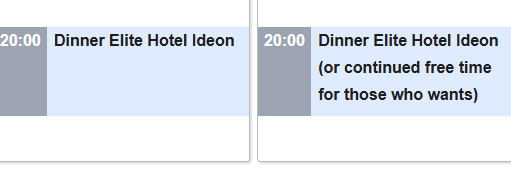 20:00 Dinner Elite Hotel Ideon
20:00 Dinner Elite Hotel Ideon
(or continued free time
for those who wants)